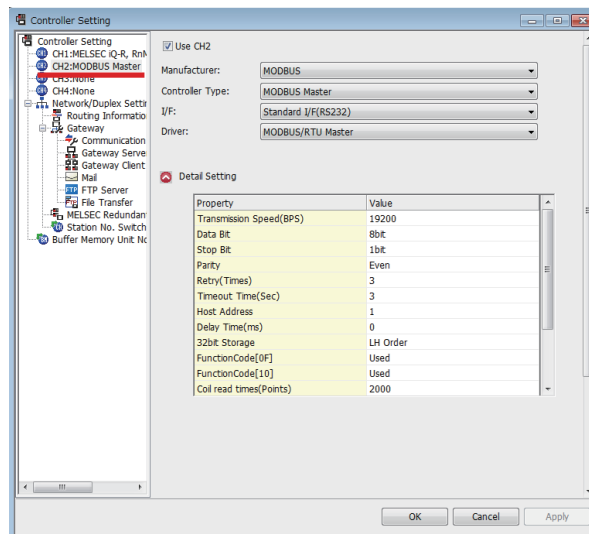 Controller Setting
Controller Setting
CH1:MELSEC iQ-R, RnM
CH2:MODBUS Master
CH3:None
CH4:None
Network/Duplex Settin
Routing Informatio
Gateway
Communication
Gateway Serve
Gateway Client
Mail
FTP Server
File Transfer
MELSEC Redundan
Station No. Switch
Buffer Memory Unit No
Use CH2
Manufacturer: MODBUS
Controller Type: MODBUS Master
I/F: Standard I/F(RS232)
Driver: MODBUS/RTU Master
Detail Setting
Property Value
Transmission Speed(BPS) 19200
Data Bit 8bit
Stop Bit 1bit
Parity Even
Retry(Times) 3
Timeout Time(Sec) 3
Host Address 1
Delay Time(ms) 0
32bit Storage LH Order
FunctionCode[0F] Used
FunctionCode[10] Used
Coil read times(Points) 2000
OK Cancel Apply